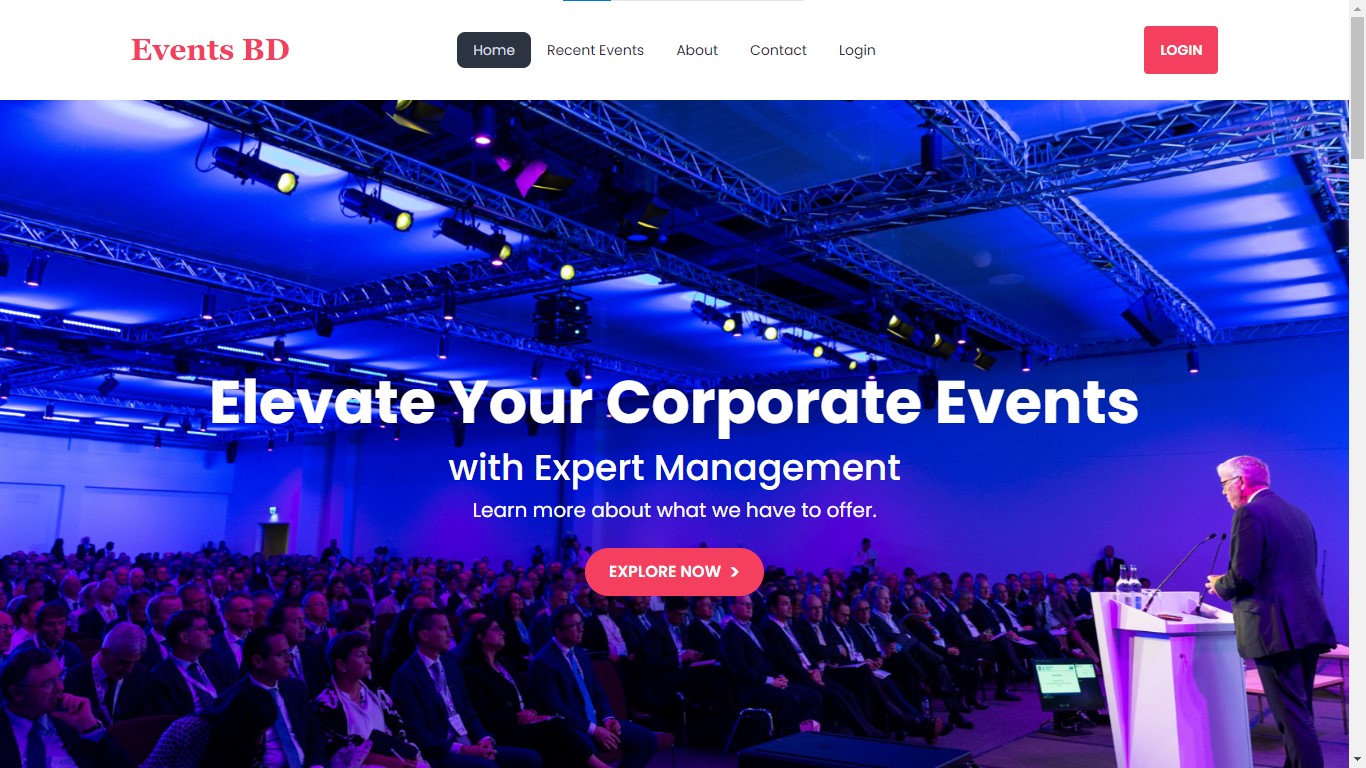 Events BD
Home Recent Events About Contact Login
LOGIN
Elevate Your Corporate Events
with Expert Management
Learn more about what we have to offer.
EXPLORE NOW